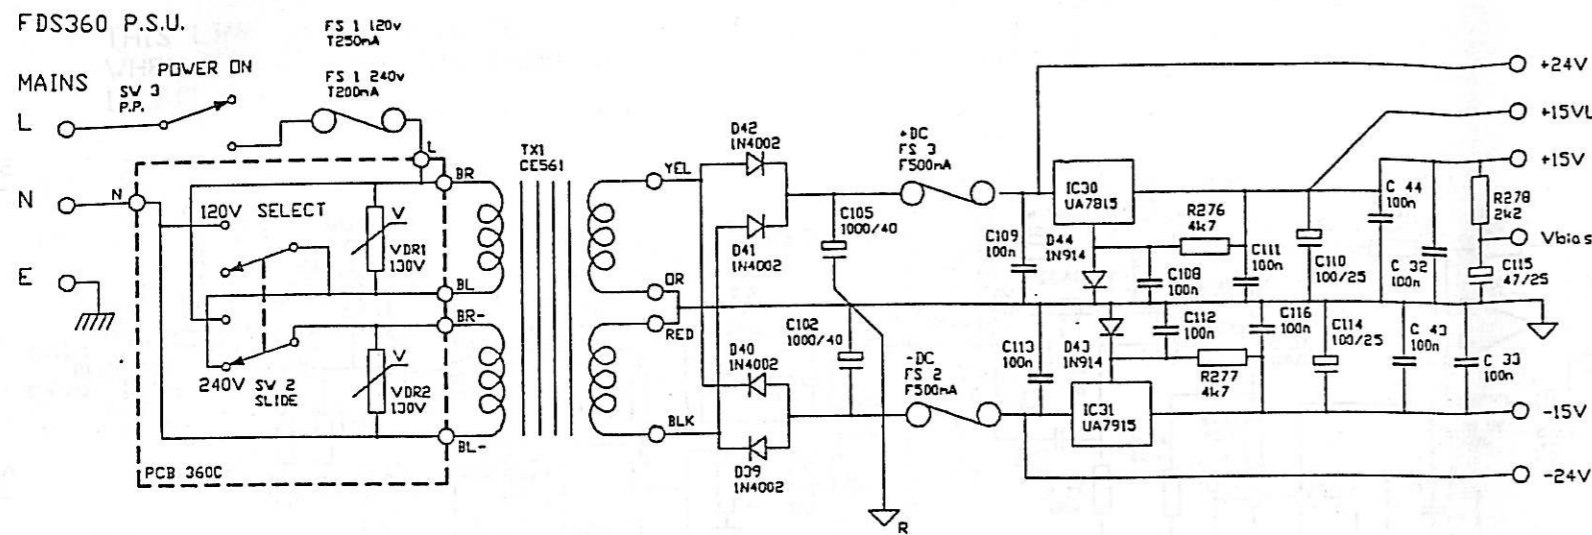 FDS360 P.S.U.
FS 1 120v
T250mA
MAINS
POWER ON
FS 1 240v
T200mA
SW 3
P.P.
L
L
N
N
E
120V SELECT
240V
SW 2
SLIDE
PCB 360C
V
VDR1
130V
V
VDR2
130V
BR
BL
BR-
BL-
TX1
CE561
YEL
OR
RED
BLK
D42
1N4002
D41
1N4002
D40
1N4002
D39
1N4002
C105
1000/40
C102
1000/40
R
+DC
FS 3
F500mA
-DC
FS 2
F500mA
C109
100n
C113
100n
IC30
UA7815
D44
1N914
D43
1N914
IC31
UA7915
R276
4k7
C108
100n
C112
100n
R277
4k7
C111
100n
C116
100n
C110
100/25
C114
100/25
C 44
100n
C 32
100n
C 43
100n
C 33
100n
R278
2k2
C115
47/25
+24V
+15VL
+15V
Vbias
-15V
-24V